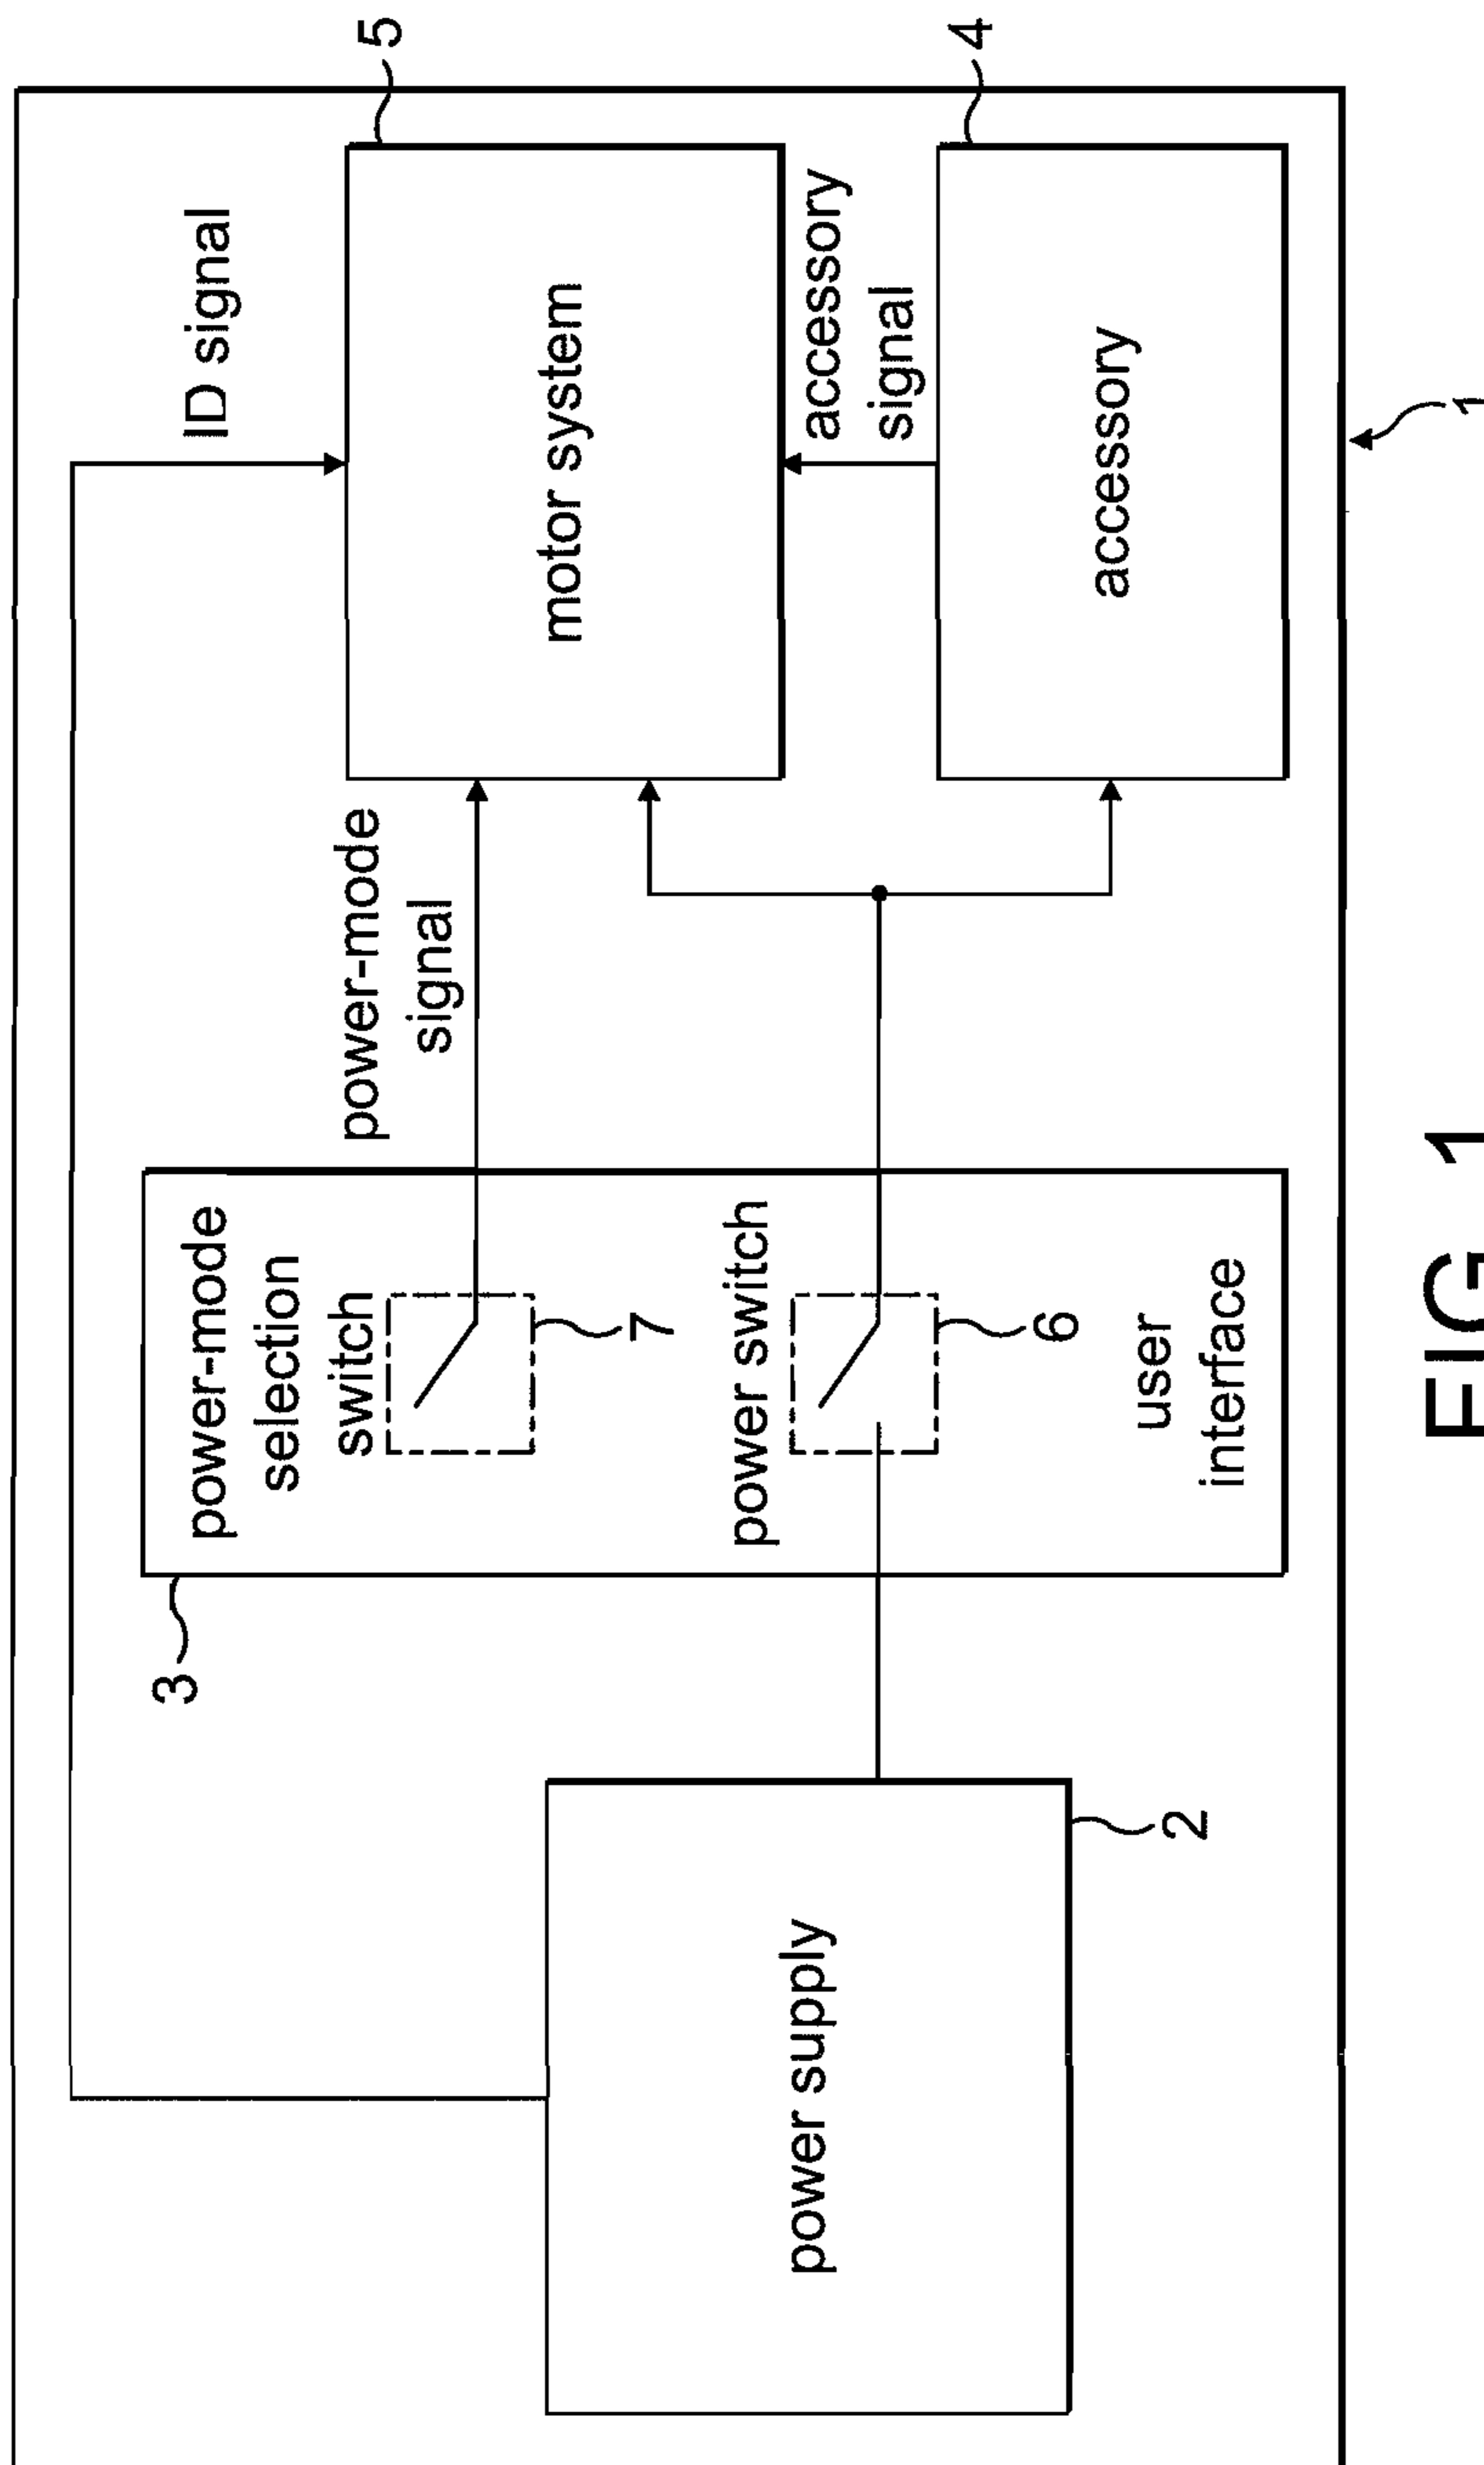 ID signal
5
power-mode
signal
motor system
3
power-mode
selection
switch
7
accessory
signal
power supply
power switch
4
6
accessory
2
user
interface
1
FIG. 1